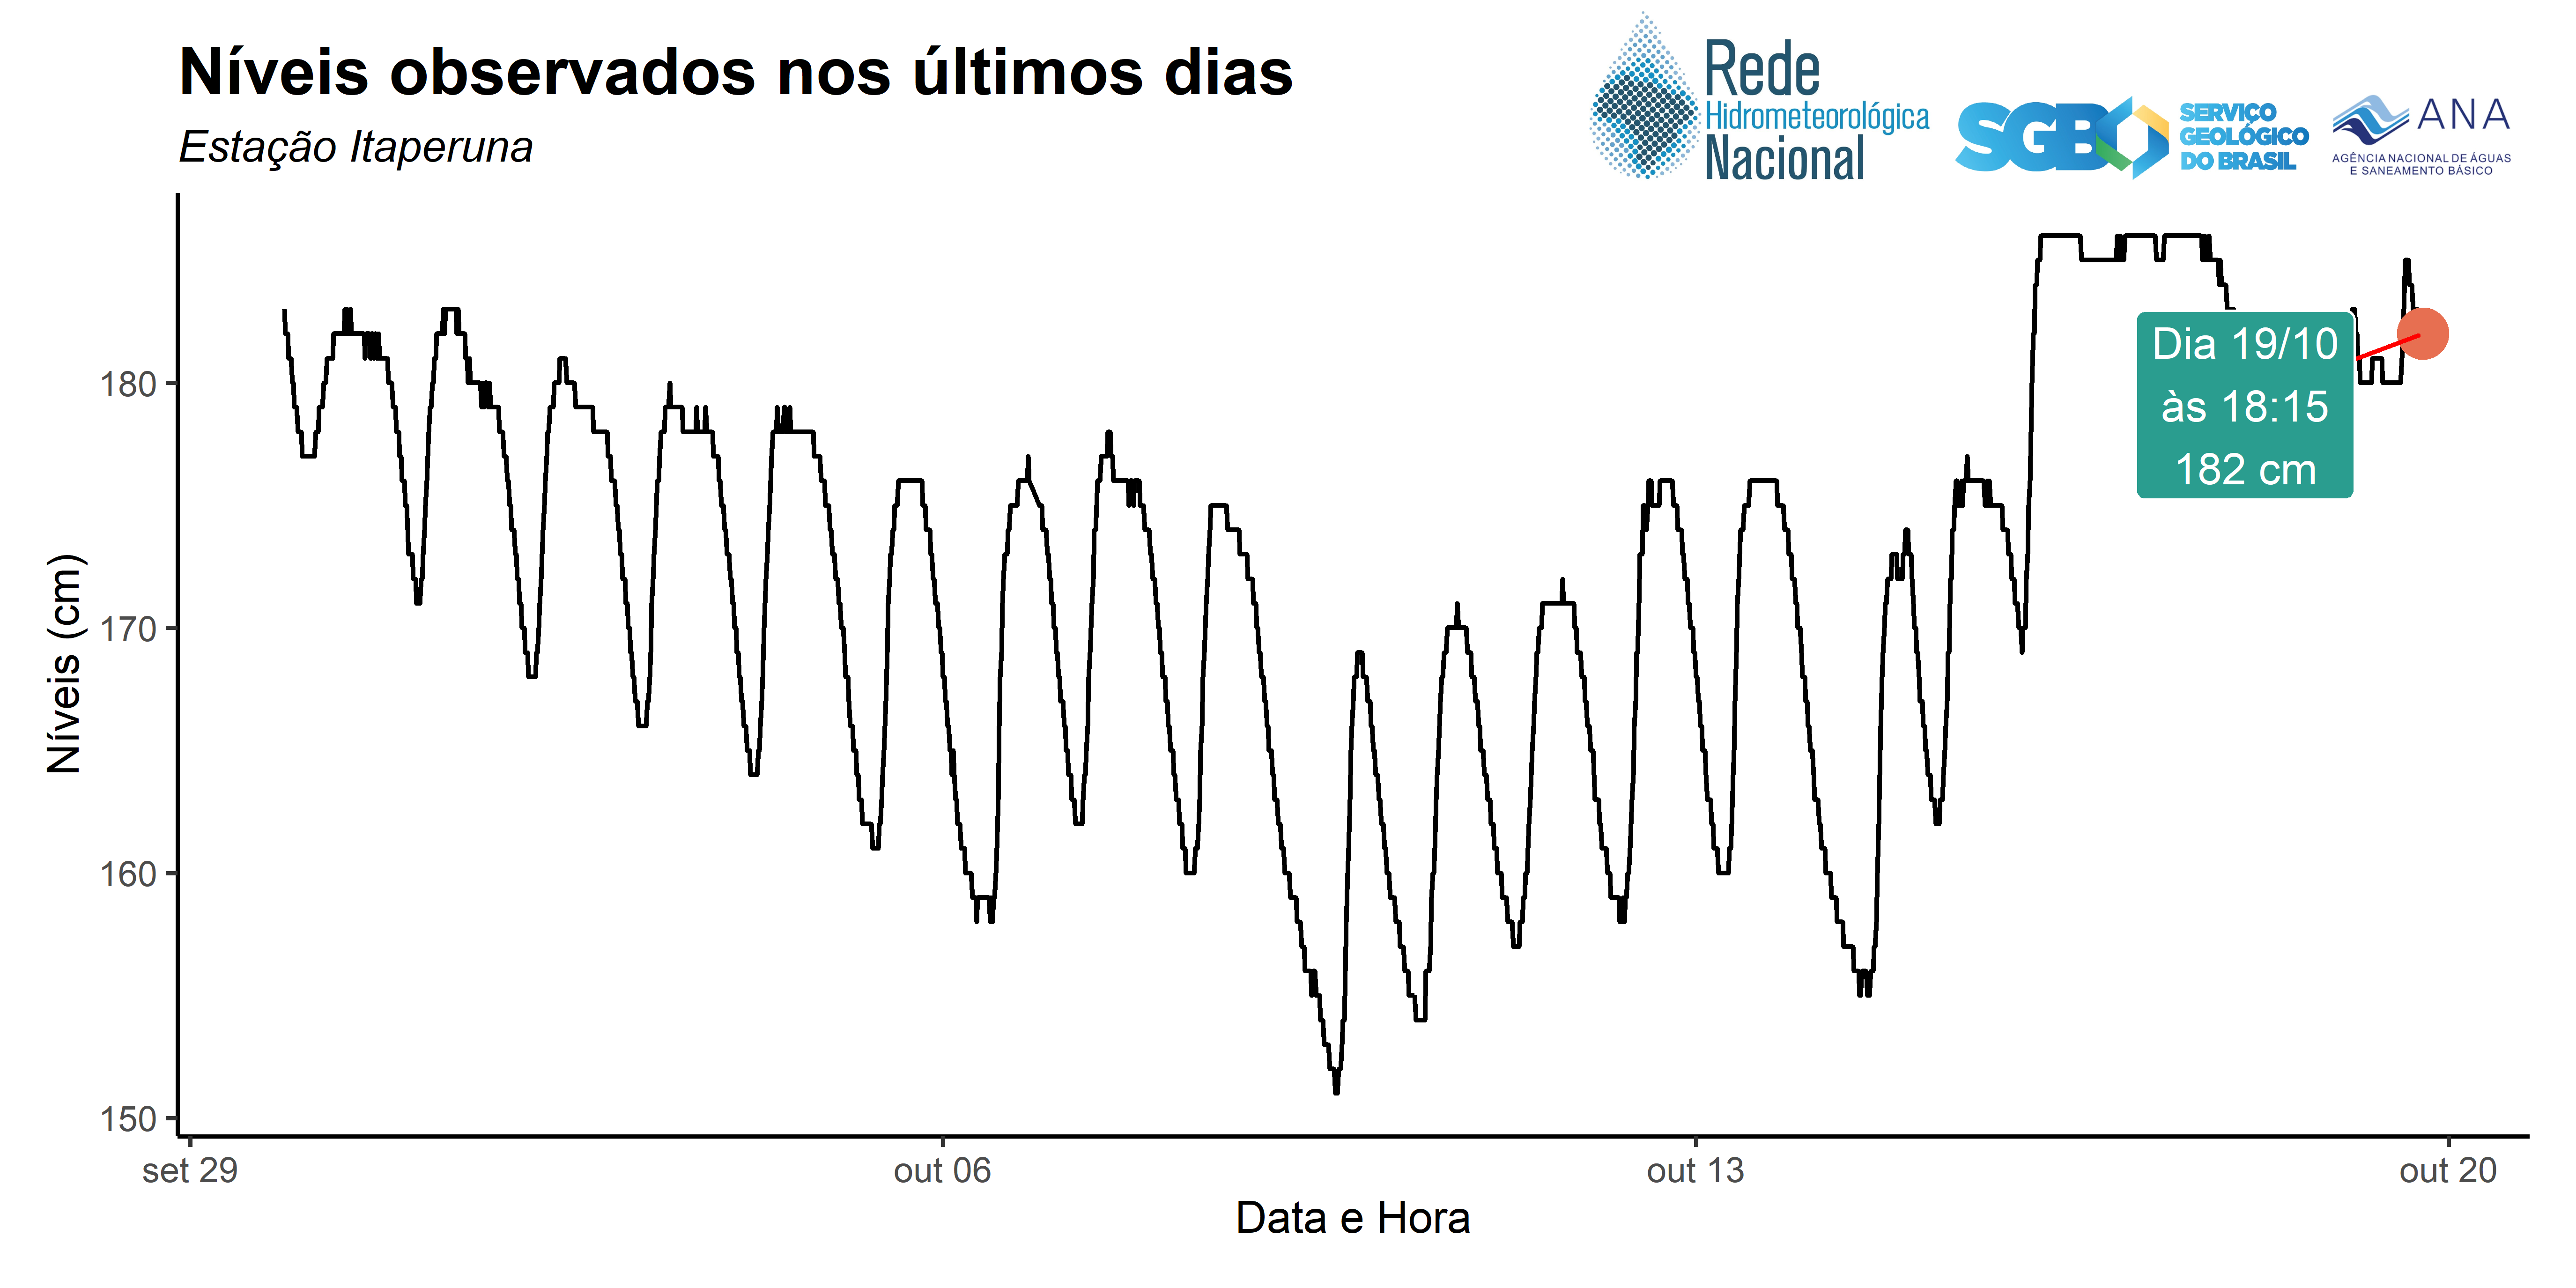 Níveis observados nos últimos dias
Estação Itaperuna
Rede
Hidrometeorológica
Nacional
SGB
SERVIÇO
GEOLÓGICO
DO BRASIL
ANA
AGÊNCIA NACIONAL DE ÁGUAS
E SANEAMENTO BÁSICO
Níveis (cm)
180
170
160
150
Dia 19/10
às 18:15
182 cm
set 29
out 06
out 13
out 20
Data e Hora